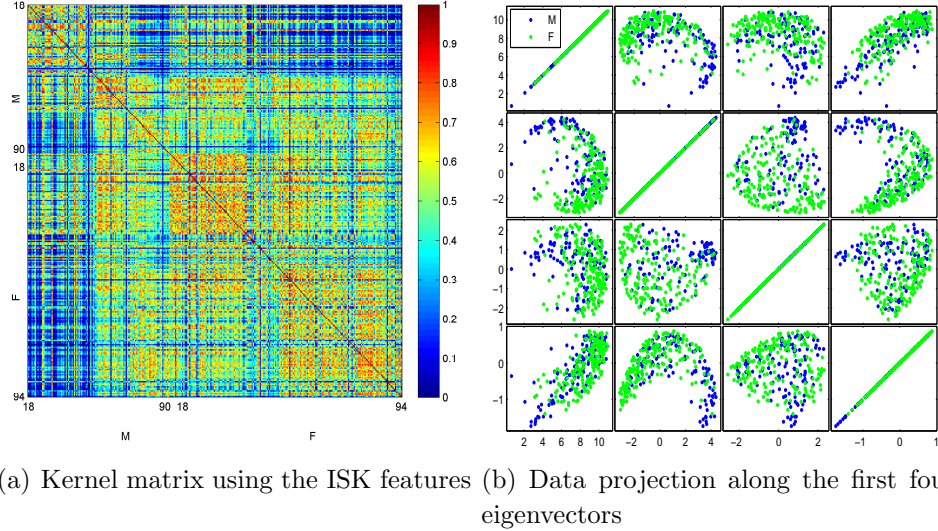 18
M
90
18
F
94
18
90
18
94
M
F
1
0.9
0.8
0.7
0.6
0.5
0.4
0.3
0.2
0.1
0
M
F
10
8
6
4
2
4
2
0
−2
2
1
0
−1
−2
1
0
−1
2 4 6 8 10
−2 0 2 4
−2 0 2
−1 0 1
a) Kernel matrix using the ISK features
(b) Data projection along the first fou
eigenvectors